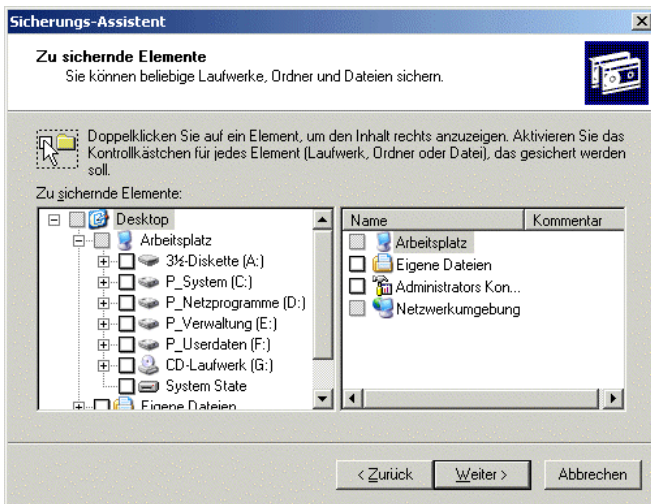 Sicherungs-Assistent
Zu sichernde Elemente
Sie können beliebige Laufwerke, Ordner und Dateien sichern.
Doppelklicken Sie auf ein Element, um den Inhalt rechts anzuzeigen. Aktivieren Sie das
Kontrollkästchen für jedes Element (Laufwerk, Ordner oder Datei), das gesichert werden
soll.
Zu sichernde Elemente:
Desktop
Arbeitsplatz
3½-Diskette (A:)
P_System (C:)
P_Netzprogramme (D:)
P_Verwaltung (E:)
P_Userdaten (F:)
CD-Laufwerk (G:)
System State
Eigene Dateien
Name Kommentar
Arbeitsplatz
Eigene Dateien
Administrators Kon...
Netzwerkumgebung
< Zurück Weiter > Abbrechen